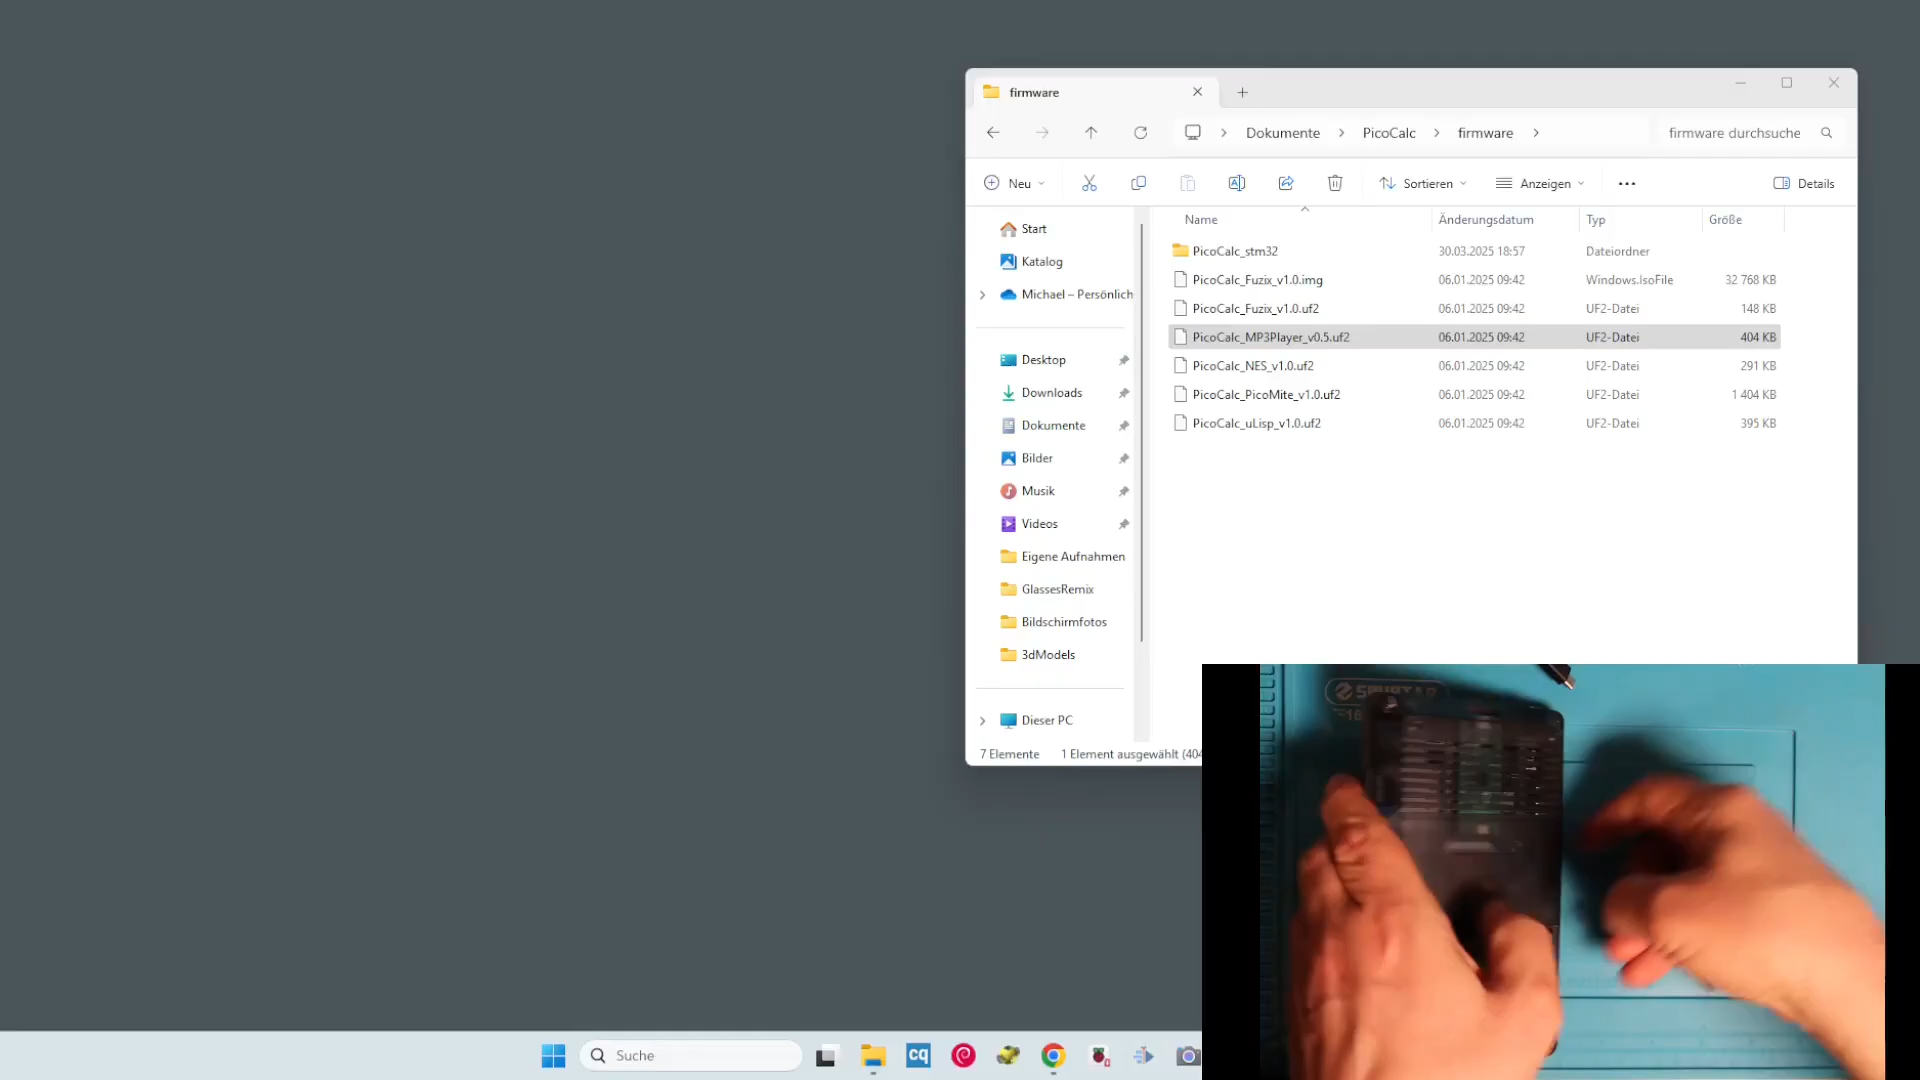 firmware
Dokumente
PicoCalc
firmware
firmware durchsuche
Neu
Sortieren
Anzeigen
Details
Name
Änderungsdatum
Typ
Größe
PicoCalc_stm32
30.03.2025 18:57
Dateiordner
PicoCalc_Fuzix_v1.0.img
06.01.2025 09:42
Windows.IsoFile
32 768 KB
PicoCalc_Fuzix_v1.0.uf2
06.01.2025 09:42
UF2-Datei
148 KB
PicoCalc_MP3Player_v0.5.uf2
06.01.2025 09:42
UF2-Datei
404 KB
PicoCalc_NES_v1.0.uf2
06.01.2025 09:42
UF2-Datei
291 KB
PicoCalc_PicoMite_v1.0.uf2
06.01.2025 09:42
UF2-Datei
1 404 KB
PicoCalc_uLisp_v1.0.uf2
06.01.2025 09:42
UF2-Datei
395 KB
Start
Katalog
Michael – Persönlich
Desktop
Downloads
Dokumente
Bilder
Musik
Videos
Eigene Aufnahmen
GlassesRemix
Bildschirmfotos
3dModels
Dieser PC
7 Elemente
1 Element ausgewählt (404
Suche
cq